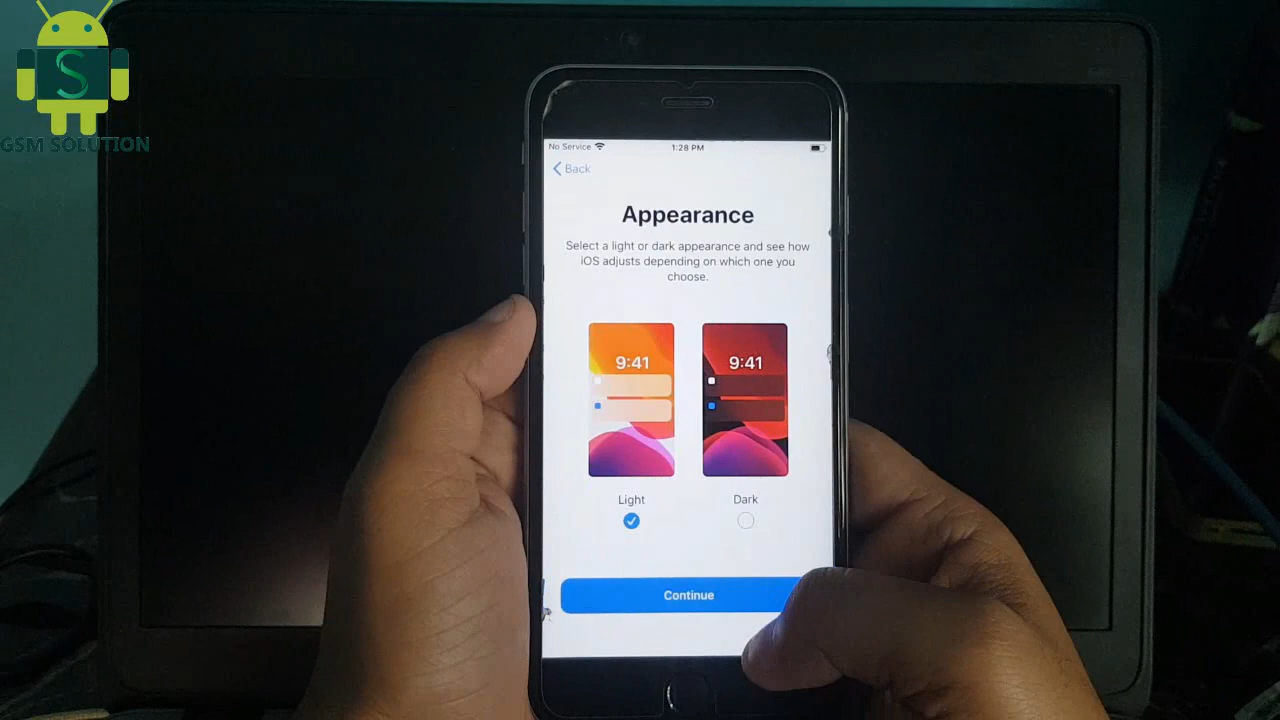 S
GSM SOLUTION
No Service 1:28 PM
Back
Appearance
Select a light or dark appearance and see how
iOS adjusts depending on which one you
choose.
9:41 9:41
Light Dark
Continue